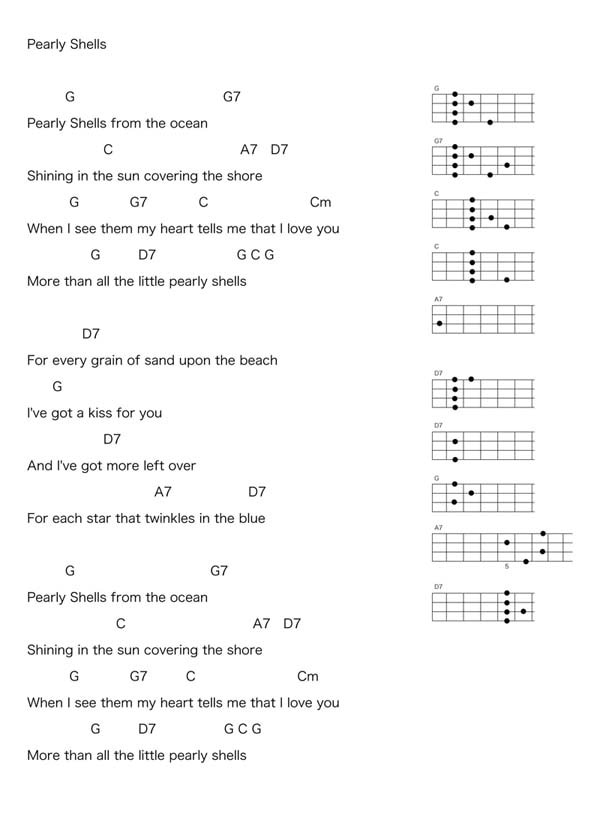 Pearly Shells
G G7
Pearly Shells from the ocean
C A7 D7
Shining in the sun covering the shore
G G7 C Cm
When I see them my heart tells me that I love you
G D7 G C G
More than all the little pearly shells
D7
For every grain of sand upon the beach
G
I've got a kiss for you
D7
And I've got more left over
A7 D7
For each star that twinkles in the blue
G G7
Pearly Shells from the ocean
C A7 D7
Shining in the sun covering the shore
G G7 C Cm
When I see them my heart tells me that I love you
G D7 G C G
More than all the little pearly shells
G
G7
C
C
A7
D7
D7
G
A7
5
D7